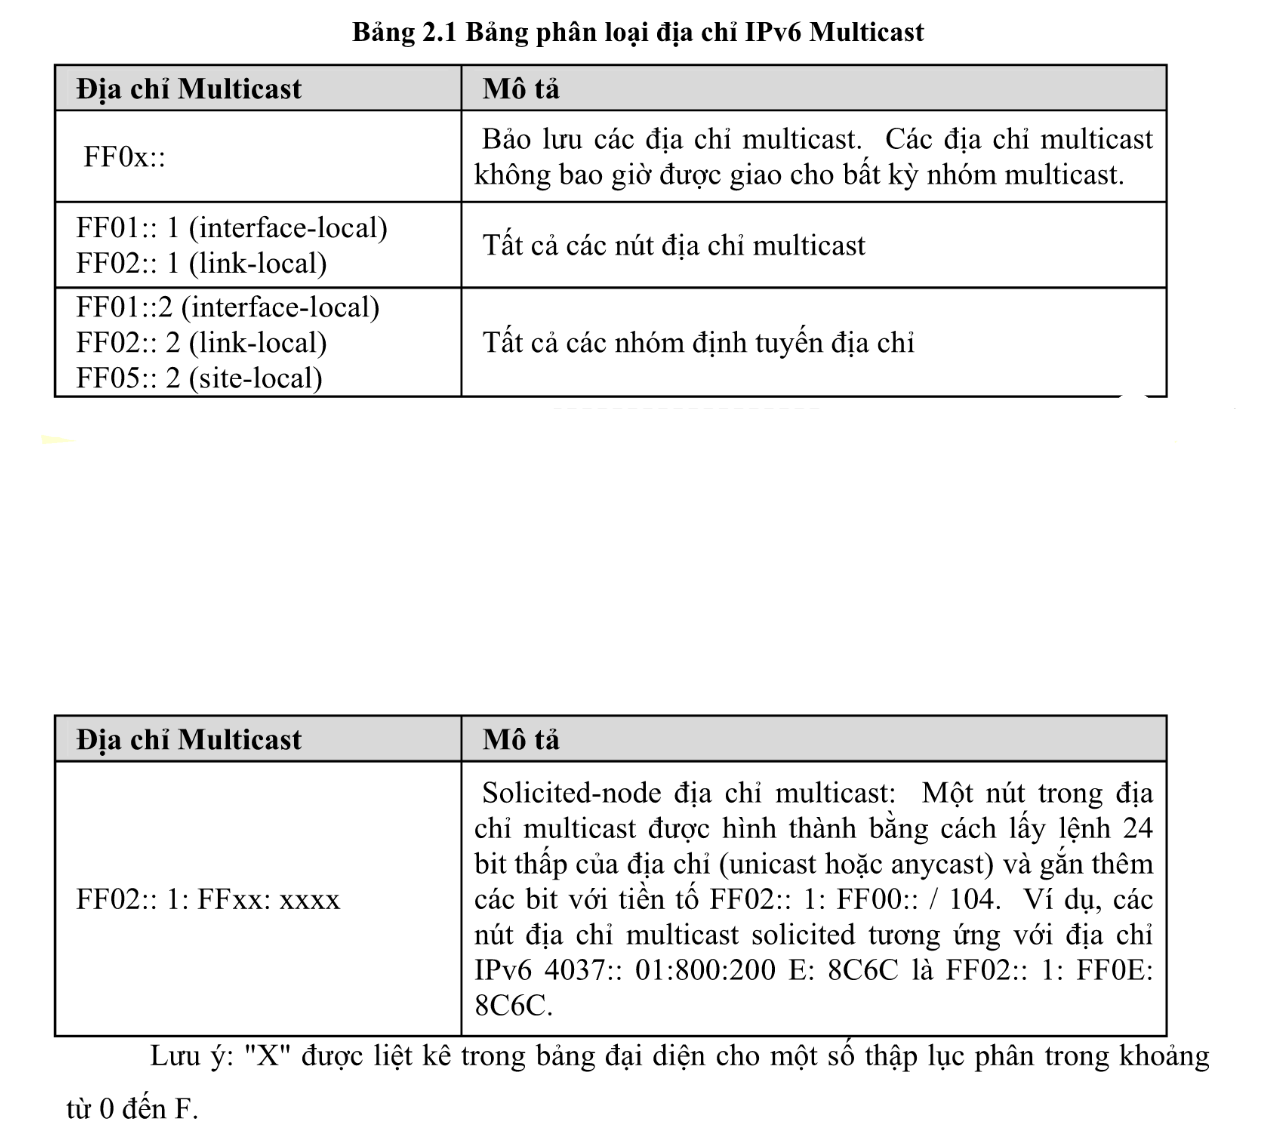 Bảng 2.1 Bảng phân loại địa chỉ IPv6 Multicast
Địa chỉ Multicast Mô tả
FF0x::
Bảo lưu các địa chỉ multicast. Các địa chỉ multicast
không bao giờ được giao cho bất kỳ nhóm multicast.
FF01:: 1 (interface-local)
FF02:: 1 (link-local)
Tất cả các nút địa chỉ multicast
FF01::2 (interface-local)
FF02:: 2 (link-local)
FF05:: 2 (site-local)
Tất cả các nhóm định tuyến địa chỉ
Địa chỉ Multicast Mô tả
FF02:: 1: FFxx: xxxx
Solicited-node địa chỉ multicast: Một nút trong địa
chỉ multicast được hình thành bằng cách lấy lệnh 24
bit thấp của địa chỉ (unicast hoặc anycast) và gắn thêm
các bit với tiền tố FF02:: 1: FF00:: / 104. Ví dụ, các
nút địa chỉ multicast solicited tương ứng với địa chỉ
IPv6 4037:: 01:800:200 E: 8C6C là FF02:: 1: FF0E:
8C6C.
Lưu ý: "X" được liệt kê trong bảng đại diện cho một số thập lục phân trong khoảng
từ 0 đến F.